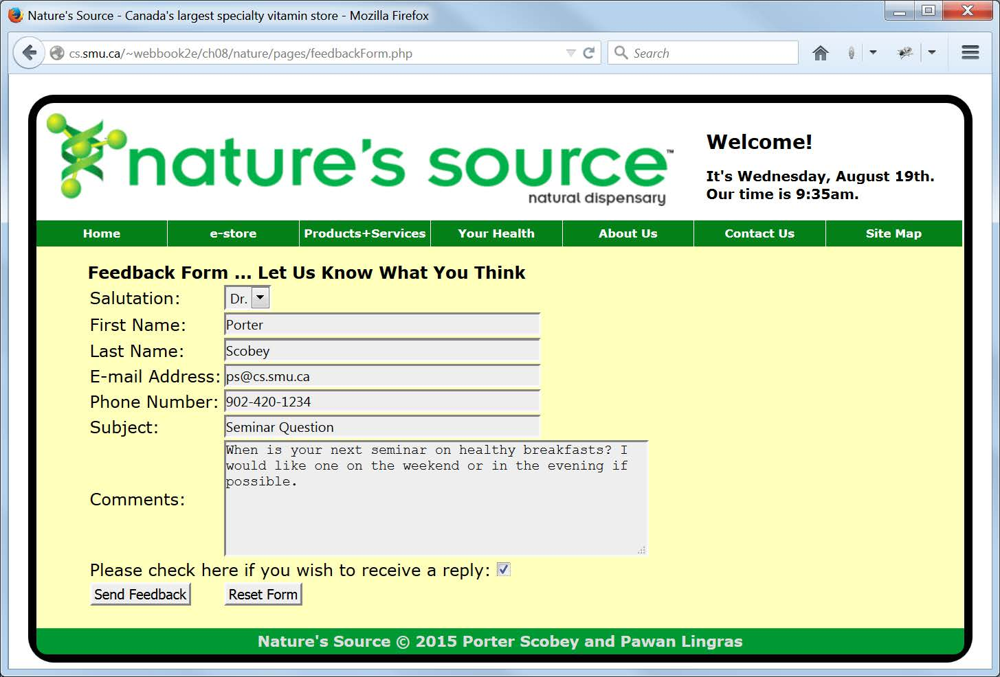 Nature's Source - Canada's largest specialty vitamin store - Mozilla Firefox
cs.smu.ca/~webbook2e/ch08/nature/pages/feedbackForm.php
Search
nature's source™
natural dispensary
Welcome!
It's Wednesday, August 19th.
Our time is 9:35am.
Home e-store Products+Services Your Health About Us Contact Us Site Map
Feedback Form ... Let Us Know What You Think
Salutation: Dr.
First Name: Porter
Last Name: Scobey
E-mail Address: ps@cs.smu.ca
Phone Number: 902-420-1234
Subject: Seminar Question
Comments:
When is your next seminar on healthy breakfasts? I
would like one on the weekend or in the evening if
possible.
Please check here if you wish to receive a reply:
Send Feedback Reset Form
Nature's Source © 2015 Porter Scobey and Pawan Lingras